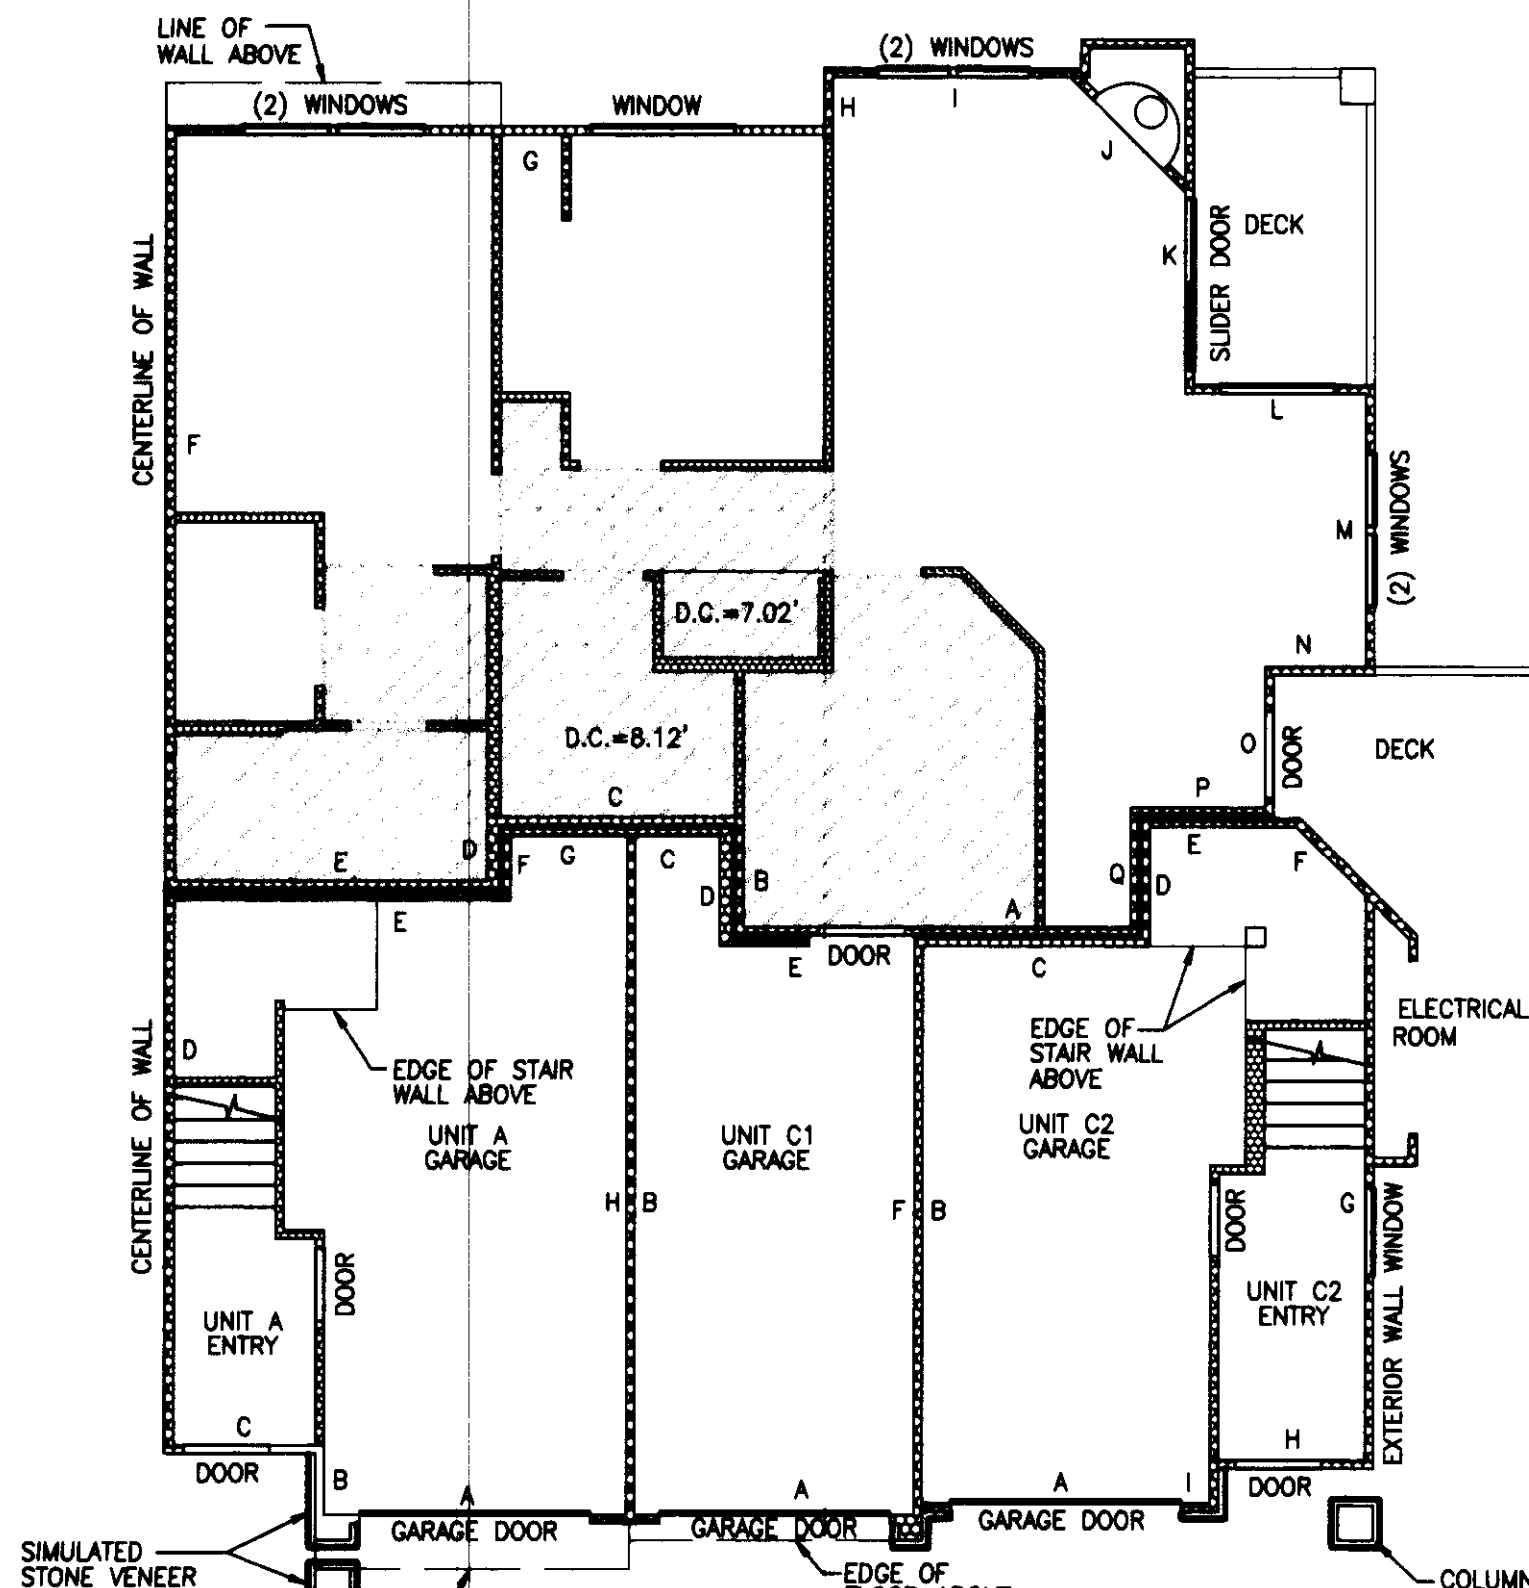 LINE OF
WALL ABOVE
(2) WINDOWS
WINDOW
(2) WINDOWS
H
I
G
J
K
SLIDER DOOR
DECK
CENTERLINE OF WALL
F
L
M
(2) WINDOWS
D.C.=7.02'
N
D.C.=8.12'
O
DOOR
DECK
C
P
E
D
F
G
C
D
B
Q
D
E
F
E
A
E
DOOR
C
EDGE OF
STAIR WALL
ABOVE
ELECTRICAL
ROOM
CENTERLINE OF WALL
D
EDGE OF STAIR
WALL ABOVE
UNIT A
GARAGE
UNIT C1
GARAGE
UNIT C2
GARAGE
H
B
F
B
DOOR
G
EXTERIOR WALL WINDOW
DOOR
UNIT A
ENTRY
UNIT C2
ENTRY
C
DOOR
B
A
GARAGE DOOR
A
GARAGE DOOR
A
GARAGE DOOR
I
H
DOOR
SIMULATED
STONE VENEER
EDGE OF
COLUMN